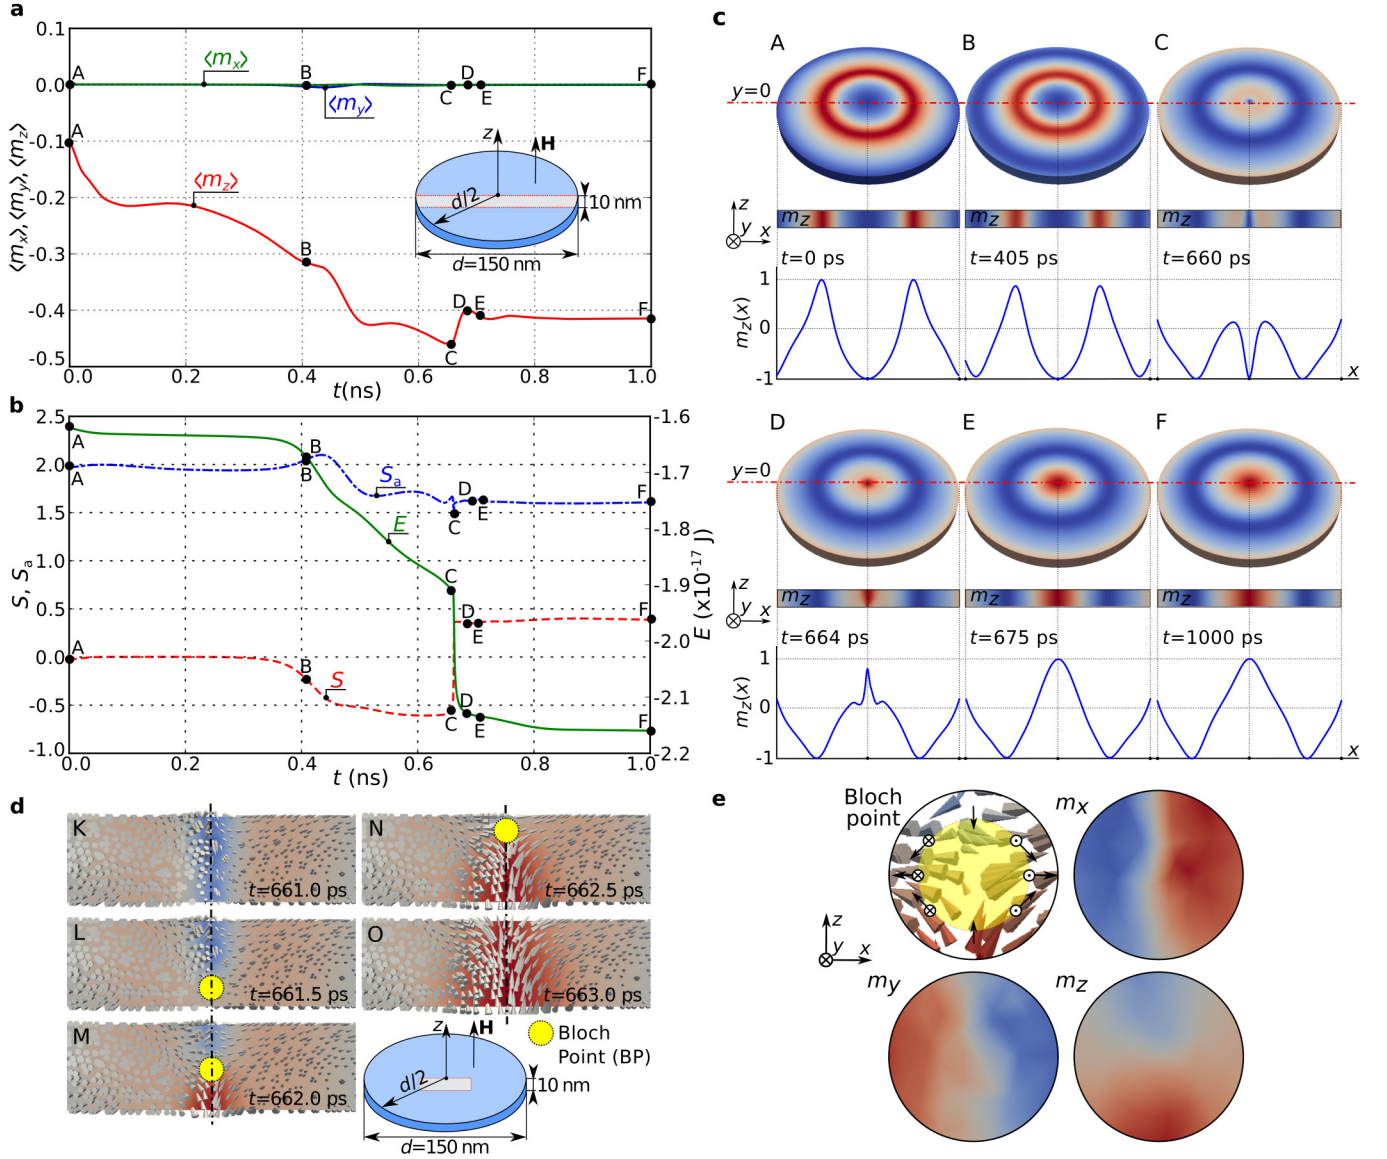 a
⟨mx⟩, ⟨my⟩, ⟨mz⟩
0.1
0.0
-0.1
-0.2
-0.3
-0.4
-0.5
A
⟨mx⟩
B
⟨my⟩
C
D
E
F
A
⟨mz⟩
B
C
D
E
F
z
H
d/2
10 nm
d=150 nm
0.0 0.2 0.4 0.6 0.8 1.0
t(ns)
b
S, Sa
2.5
2.0
1.5
1.0
0.5
0.0
-0.5
-1.0
A
A
B
B
Sa
E
C
D
E
F
C
D
E
F
A
B
S
C
D
E
F
-1.6
-1.7
-1.8
-1.9
-2.0
-2.1
-2.2
E (x10-17 J)
0.0 0.2 0.4 0.6 0.8 1.0
t (ns)
c
A B C
y=0
z
y x
mz mz mz
t=0 ps t=405 ps t=660 ps
mz(x)
1
0
-1
x
D E F
y=0
z
y x
mz mz mz
t=664 ps t=675 ps t=1000 ps
mz(x)
1
0
-1
x
d
K
t=661.0 ps
N
t=662.5 ps
L
t=661.5 ps
O
t=663.0 ps
M
t=662.0 ps
z
H
d/2
10 nm
d=150 nm
Bloch
Point (BP)
e
Bloch
point
mx
z
y x
my
mz